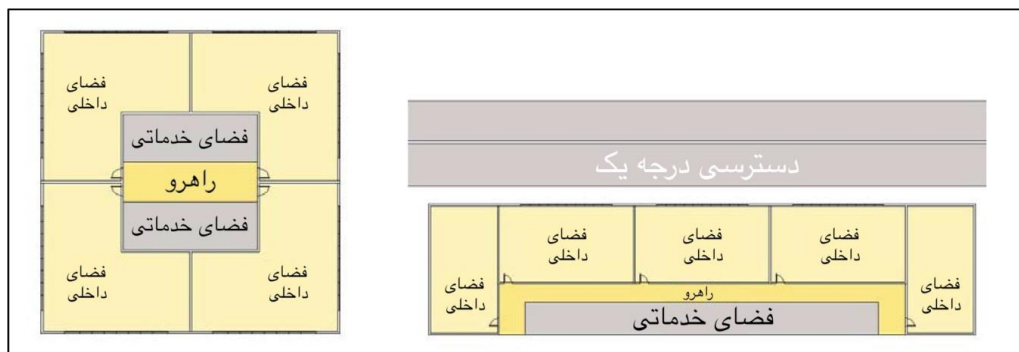 فضای
داخلی
فضای
داخلی
فضای خدماتی
راهرو
فضای خدماتی
فضای
داخلی
فضای
داخلی
دسترسی درجه یک
فضای
داخلی
فضای
داخلی
فضای
داخلی
فضای
داخلی
فضای
داخلی
راهرو
فضای خدماتی